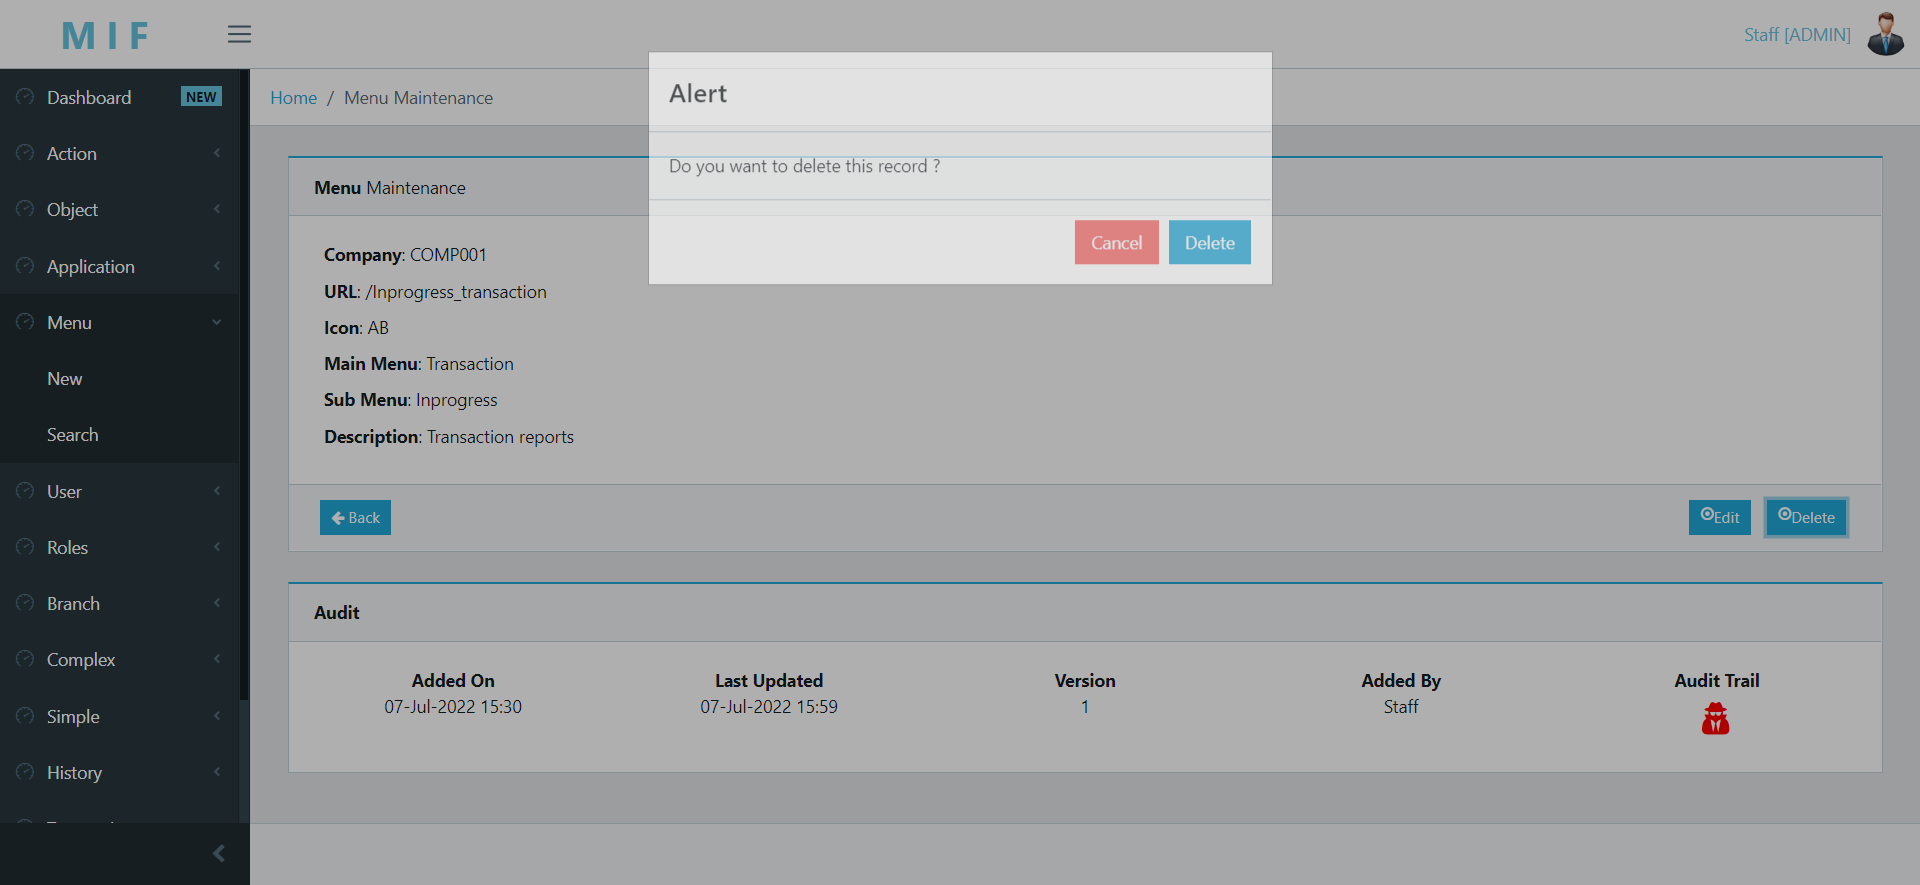 M I F
Staff [ADMIN]
Dashboard NEW
Action
Object
Application
Menu
New
Search
User
Roles
Branch
Complex
Simple
History
Home / Menu Maintenance
Alert
Do you want to delete this record ?
Cancel Delete
Menu Maintenance
Company: COMP001
URL: /Inprogress_transaction
Icon: AB
Main Menu: Transaction
Sub Menu: Inprogress
Description: Transaction reports
Back Edit Delete
Audit
Added On Last Updated Version Added By Audit Trail
07-Jul-2022 15:30 07-Jul-2022 15:59 1 Staff